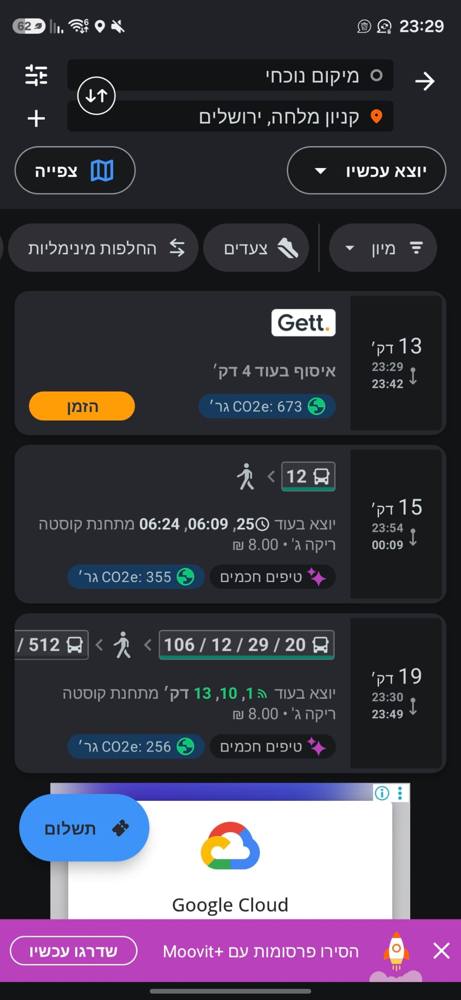 62
6
23:29
מיקום נוכחי
קניון מלחה, ירושלים
יוצא עכשיו
צפייה
מיון
צעדים
החלפות מינימליות
13 דק׳
23:29
23:42
Gett.
איסוף בעוד 4 דק׳
CO2e: 673 גר׳
הזמן
15 דק׳
23:54
00:09
12
יוצא בעוד 25, 06:09, 06:24 מתחנת קוסטה
ריקה ג' • 8.00 ₪
טיפים חכמים
CO2e: 355 גר׳
19 דק׳
23:30
23:49
106 / 12 / 29 / 20
/ 512
יוצא בעוד 1, 10, 13 דק׳ מתחנת קוסטה
ריקה ג' • 8.00 ₪
טיפים חכמים
CO2e: 256 גר׳
תשלום
Google Cloud
הסירו פרסומות עם Moovit+
שדרגו עכשיו